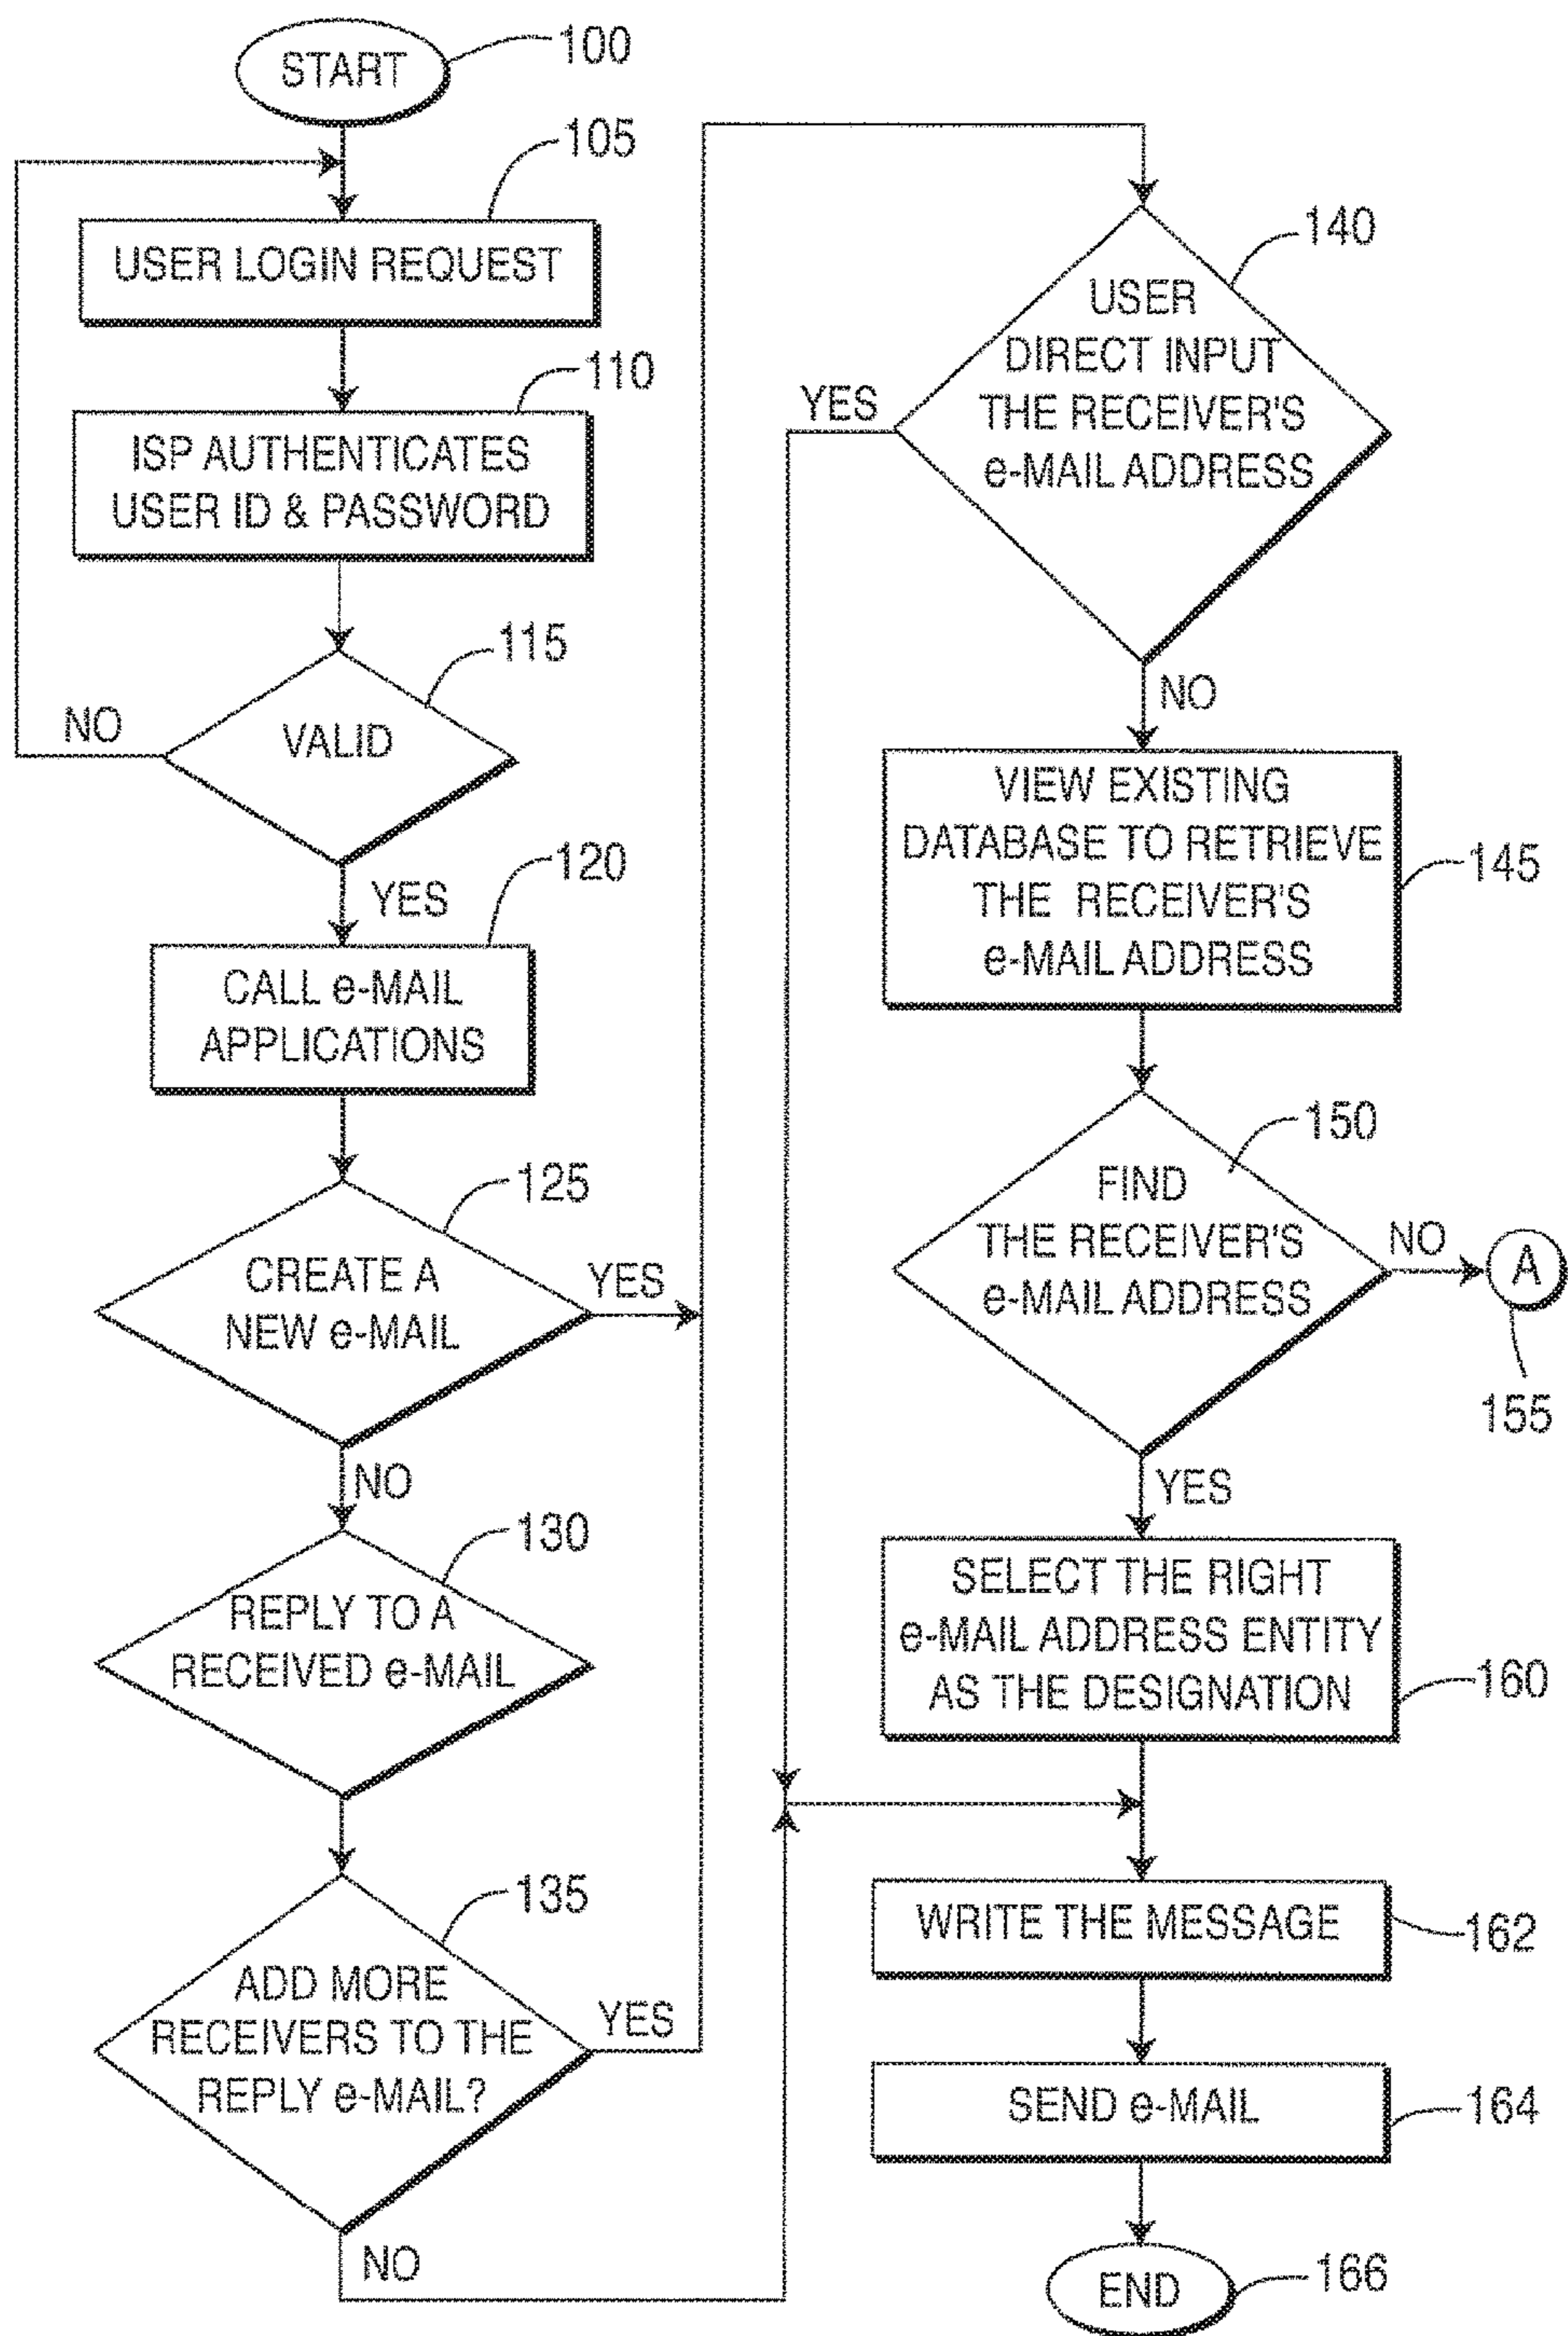 START
100
105
USER LOGIN REQUEST
110
ISP AUTHENTICATES
USER ID & PASSWORD
115
VALID
NO
YES
120
CALL e-MAIL
APPLICATIONS
125
CREATE A
NEW e-MAIL
YES
NO
130
REPLY TO A
RECEIVED e-MAIL
135
ADD MORE
RECEIVERS TO THE
REPLY e-MAIL?
YES
NO
140
USER
DIRECT INPUT
THE RECEIVER'S
e-MAIL ADDRESS
YES
NO
VIEW EXISTING
DATABASE TO RETRIEVE
THE RECEIVER'S
e-MAIL ADDRESS
145
150
FIND
THE RECEIVER'S
e-MAIL ADDRESS
NO
A
155
YES
SELECT THE RIGHT
e-MAIL ADDRESS ENTITY
AS THE DESIGNATION
160
WRITE THE MESSAGE
162
SEND e-MAIL
164
END
166